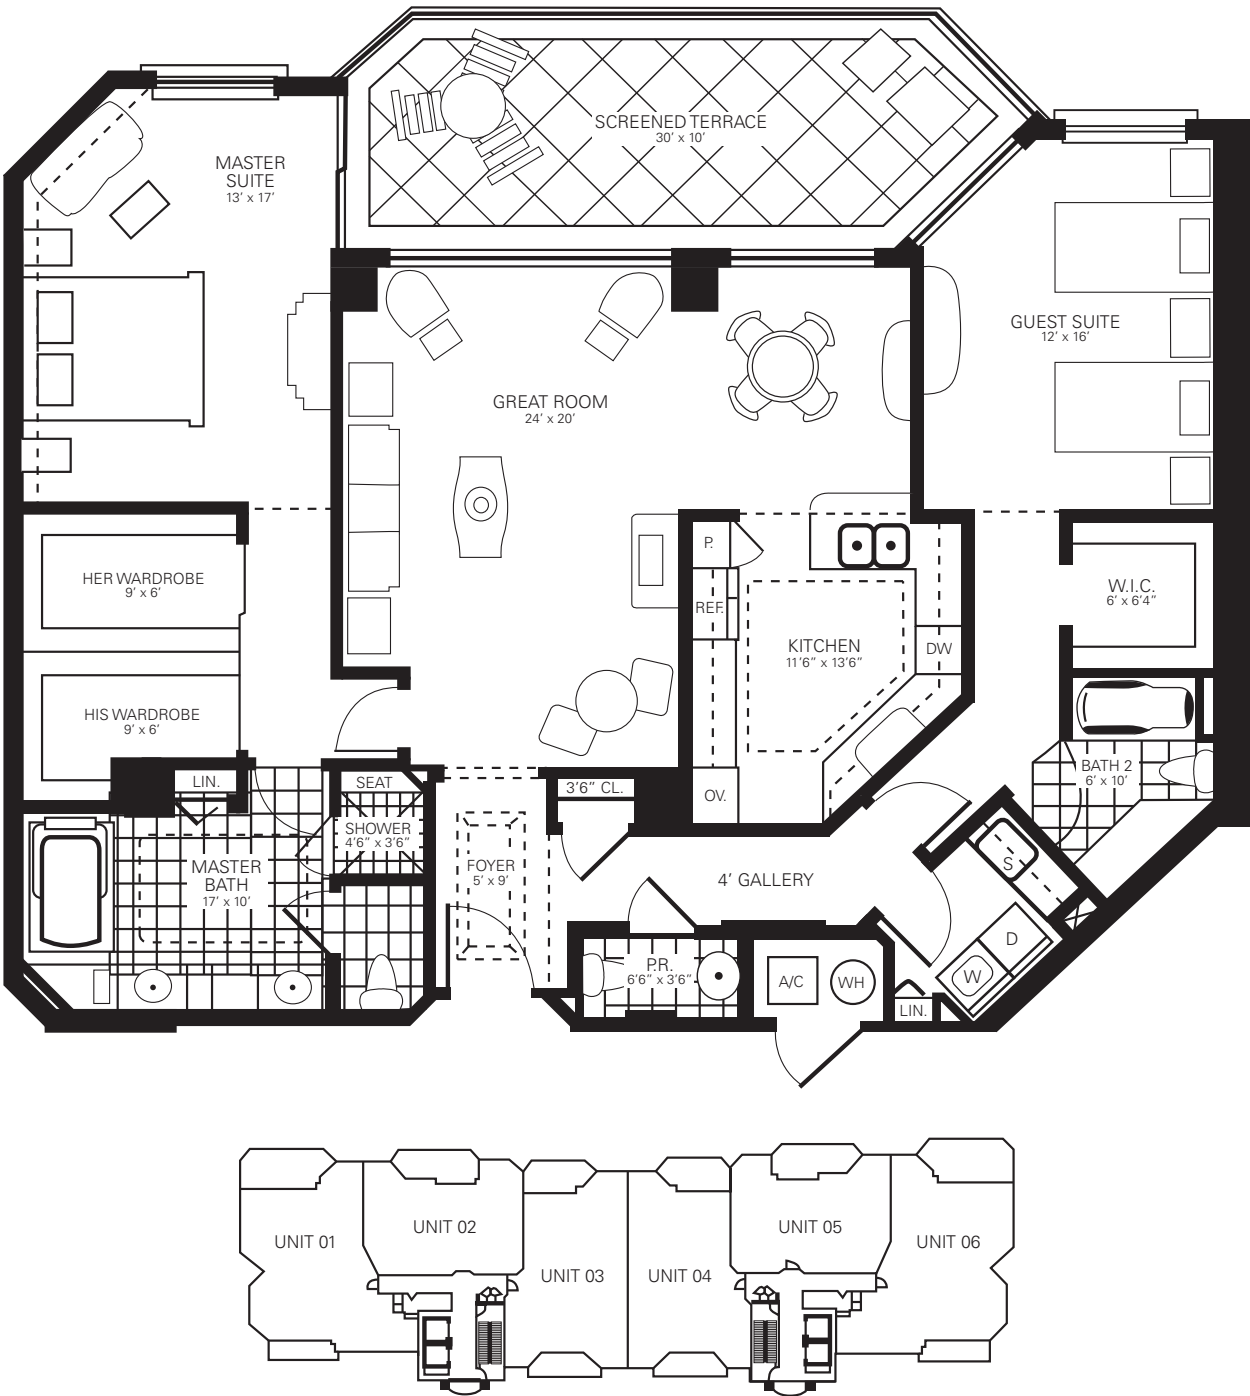 SCREENED TERRACE
30’ x 10’
MASTER
SUITE
13’ x 17’
GUEST SUITE
12’ x 16’
GREAT ROOM
24’ x 20’
P.
HER WARDROBE
9’ x 6’
REF.
W.I.C.
6’ x 6’4”
KITCHEN
11’6” x 13’6”
DW
HIS WARDROBE
9’ x 6’
BATH 2
6’ x 10’
LIN.
SEAT
3’6” CL.
OV.
SHOWER
4’6” x 3’6”
MASTER
BATH
17’ x 10’
FOYER
5’ x 9’
4’ GALLERY
S
D
P.R.
6’6” x 3’6”
A/C
WH
W
LIN.
UNIT 01
UNIT 02
UNIT 03
UNIT 04
UNIT 05
UNIT 06